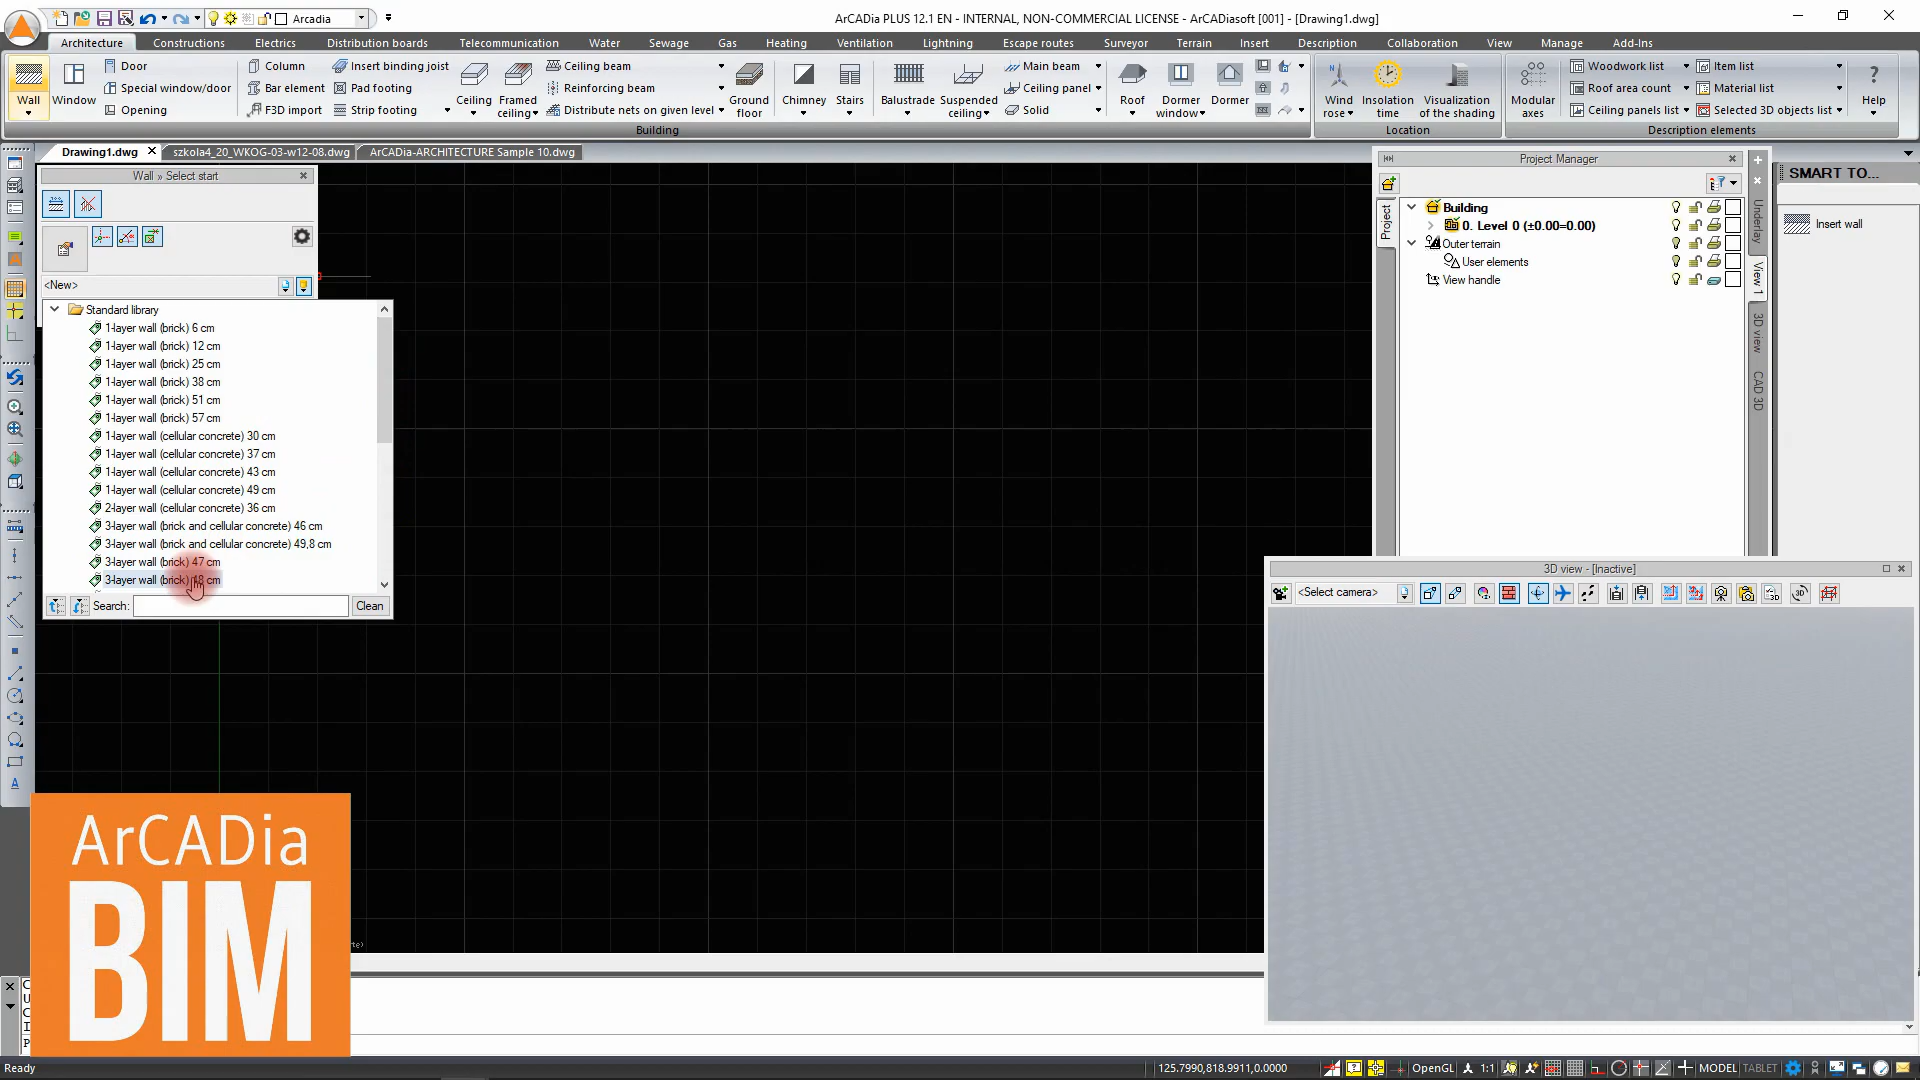 Arcadia
ArCADia PLUS 12.1 EN - INTERNAL, NON-COMMERCIAL LICENSE - ArCADiasoft [001] - [Drawing1.dwg]
Architecture Constructions Electrics Distribution boards Telecommunication Water Sewage Gas Heating Ventilation Lightning Escape routes Surveyor Terrain Insert Description Collaboration View Manage Add-Ins
Wall
Window
Door
Special window/door
Opening
Column
Bar element
F3D import
Insert binding joist
Pad footing
Strip footing
Ceiling
Framed ceiling
Ceiling beam
Reinforcing beam
Distribute nets on given level
Ground floor
Chimney
Stairs
Balustrade
Suspended ceiling
Main beam
Ceiling panel
Solid
Roof
Dormer window
Dormer
Wind rose
Insolation time
Visualization of the shading
Modular axes
Woodwork list
Roof area count
Ceiling panels list
Item list
Material list
Selected 3D objects list
Help
Building
Location
Description elements
Drawing1.dwg
szkola4_20_WKOG-03-w12-08.dwg
ArCADia-ARCHITECTURE Sample 10.dwg
Wall » Select start
<New>
Standard library
1-layer wall (brick) 6 cm
1-layer wall (brick) 12 cm
1-layer wall (brick) 25 cm
1-layer wall (brick) 38 cm
1-layer wall (brick) 51 cm
1-layer wall (brick) 57 cm
1-layer wall (cellular concrete) 30 cm
1-layer wall (cellular concrete) 37 cm
1-layer wall (cellular concrete) 43 cm
1-layer wall (cellular concrete) 49 cm
2-layer wall (cellular concrete) 36 cm
3-layer wall (brick and cellular concrete) 46 cm
3-layer wall (brick and cellular concrete) 49,8 cm
3-layer wall (brick) 47 cm
3-layer wall (brick) 48 cm
Search:
Clean
Project Manager
Project
Building
0. Level 0 (±0.00=0.00)
Outer terrain
User elements
View handle
Underlay
View 1
3D view
CAD 3D
SMART TO...
Insert wall
3D view - [Inactive]
<Select camera>
ArCADia
BIM
Ready
125.7990,818.9911,0.0000
OpenGL
1:1
MODEL
TABLET